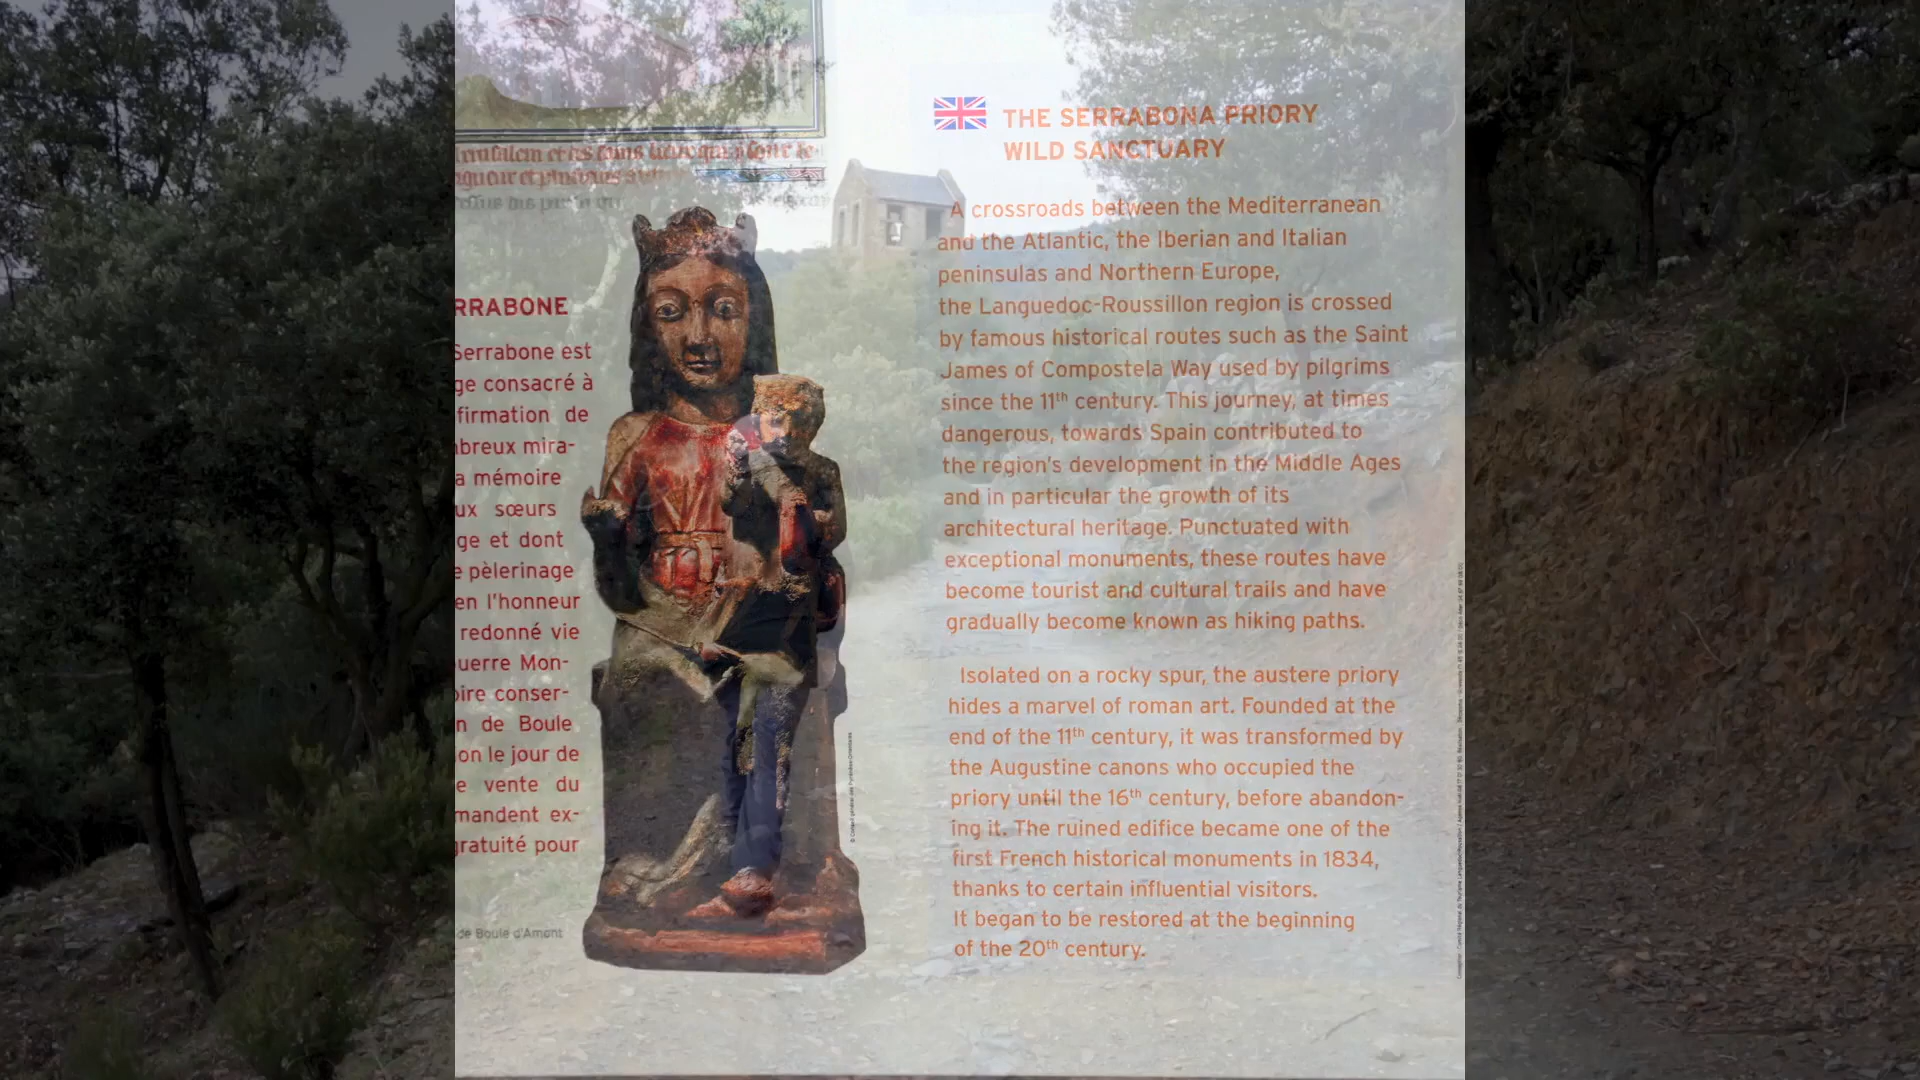 RRABONE
Serrabone est
ge consacré à
firmation de
breux mira-
a mémoire
ux sœurs
ge et dont
e pèlerinage
en l'honneur
redonné vie
uerre Mon-
oire conser-
n de Boule
on le jour de
e vente du
mandent ex-
gratuité pour
de Boule d'Amont
THE SERRABONA PRIORY
WILD SANCTUARY
A crossroads between the Mediterranean
and the Atlantic, the Iberian and Italian
peninsulas and Northern Europe,
the Languedoc-Roussillon region is crossed
by famous historical routes such as the Saint
James of Compostela Way used by pilgrims
since the 11th century. This journey, at times
dangerous, towards Spain contributed to
the region's development in the Middle Ages
and in particular the growth of its
architectural heritage. Punctuated with
exceptional monuments, these routes have
become tourist and cultural trails and have
gradually become known as hiking paths.
Isolated on a rocky spur, the austere priory
hides a marvel of roman art. Founded at the
end of the 11th century, it was transformed by
the Augustine canons who occupied the
priory until the 16th century, before abandon-
ing it. The ruined edifice became one of the
first French historical monuments in 1834,
thanks to certain influential visitors.
It began to be restored at the beginning
of the 20th century.